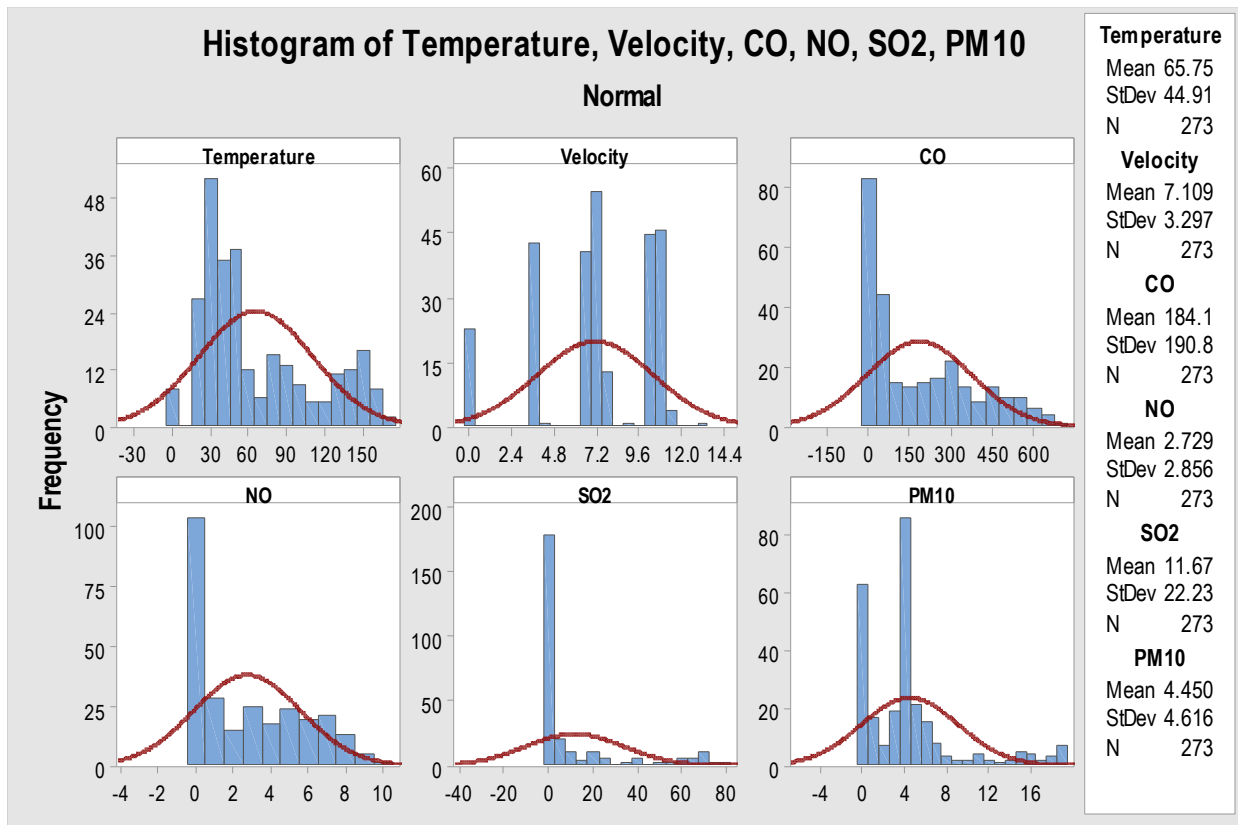 Histogram of Temperature, Velocity, CO, NO, SO2, PM10
Normal
Frequency
Temperature
48
36
24
12
0
-30 0 30 60 90 120 150
Velocity
60
45
30
15
0
0.0 2.4 4.8 7.2 9.6 12.0 14.4
CO
80
60
40
20
0
-150 0 150 300 450 600
NO
100
75
50
25
0
-4 -2 0 2 4 6 8 10
SO2
200
150
100
50
0
-40 -20 0 20 40 60 80
PM10
80
60
40
20
0
-4 0 4 8 12 16
Temperature
Mean 65.75
StDev 44.91
N 273
Velocity
Mean 7.109
StDev 3.297
N 273
CO
Mean 184.1
StDev 190.8
N 273
NO
Mean 2.729
StDev 2.856
N 273
SO2
Mean 11.67
StDev 22.23
N 273
PM10
Mean 4.450
StDev 4.616
N 273